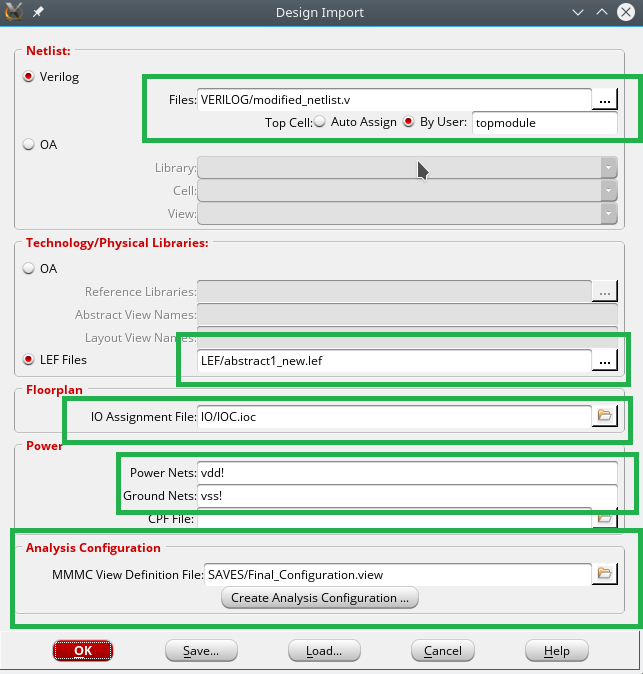 Design Import
Netlist:
Verilog
Files: VERILOG/modified_netlist.v ...
Top Cell: Auto Assign By User: topmodule
OA
Library:
Cell:
View:
Technology/Physical Libraries:
OA
Reference Libraries: ...
Abstract View Names:
Layout View Names:
LEF Files LEF/abstract1_new.lef ...
Floorplan
IO Assignment File: IO/IOC.ioc
Power
Power Nets: vdd!
Ground Nets: vss!
CPF File:
Analysis Configuration
MMMC View Definition File: SAVES/Final_Configuration.view
Create Analysis Configuration ...
OK Save... Load... Cancel Help